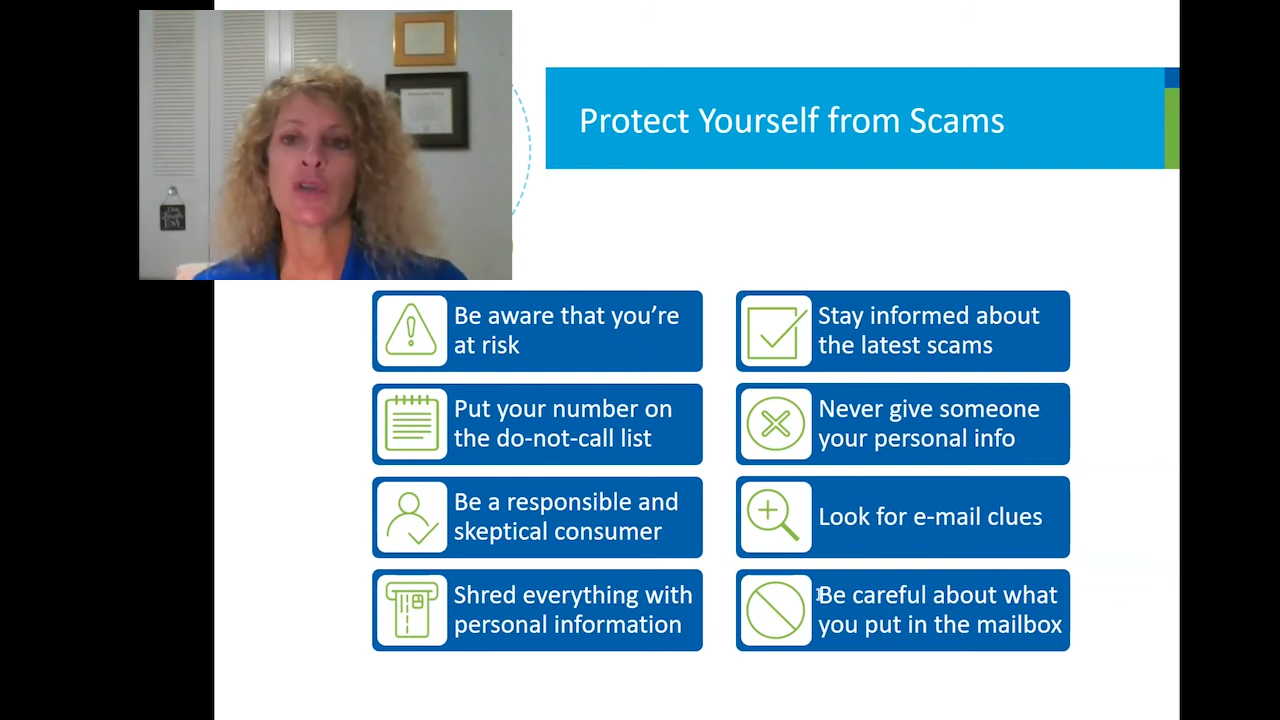 Protect Yourself from Scams
Be aware that you're
at risk
Stay informed about
the latest scams
Put your number on
the do-not-call list
Never give someone
your personal info
Be a responsible and
skeptical consumer
Look for e-mail clues
Shred everything with
personal information
Be careful about what
you put in the mailbox